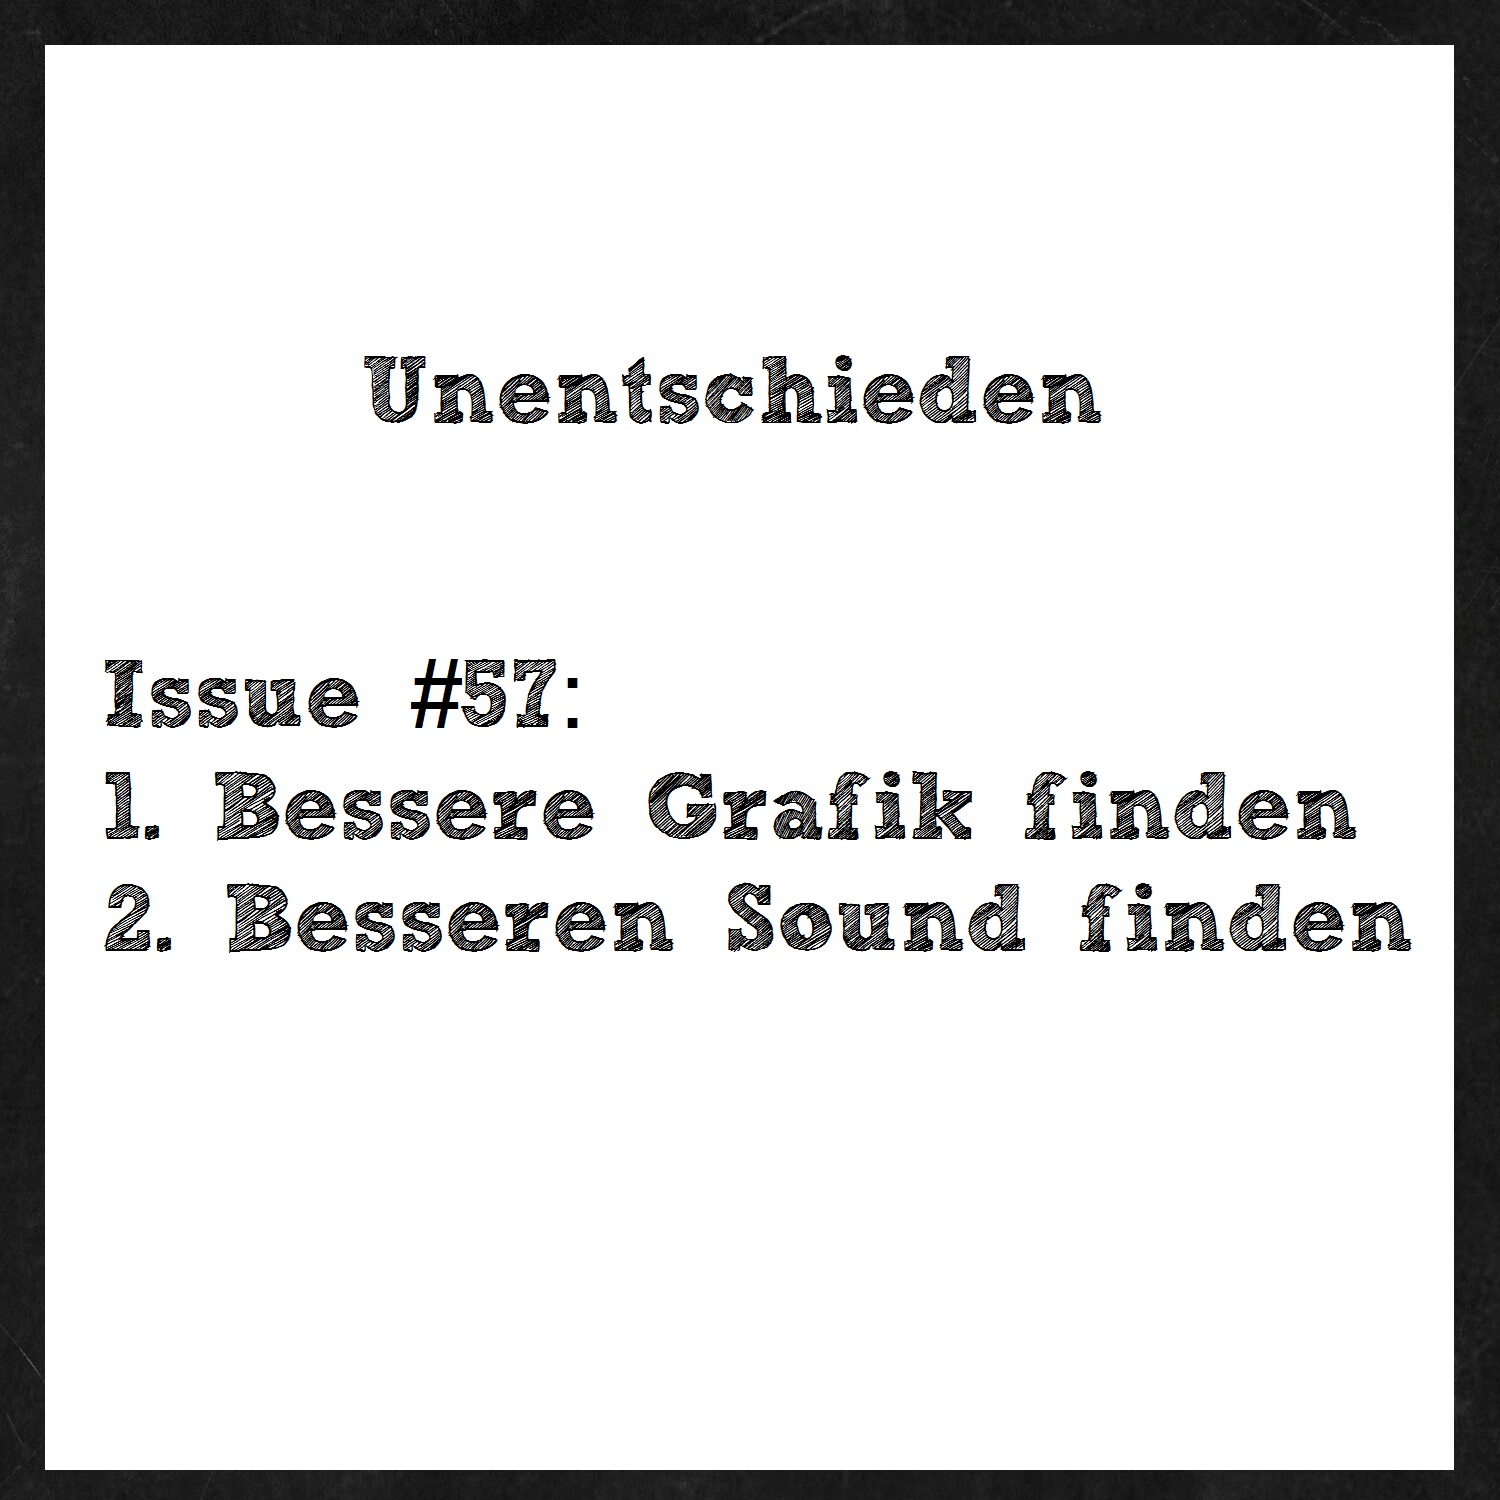 Unentschieden
Issue #57:
1. Bessere Grafik finden
2. Besseren Sound finden